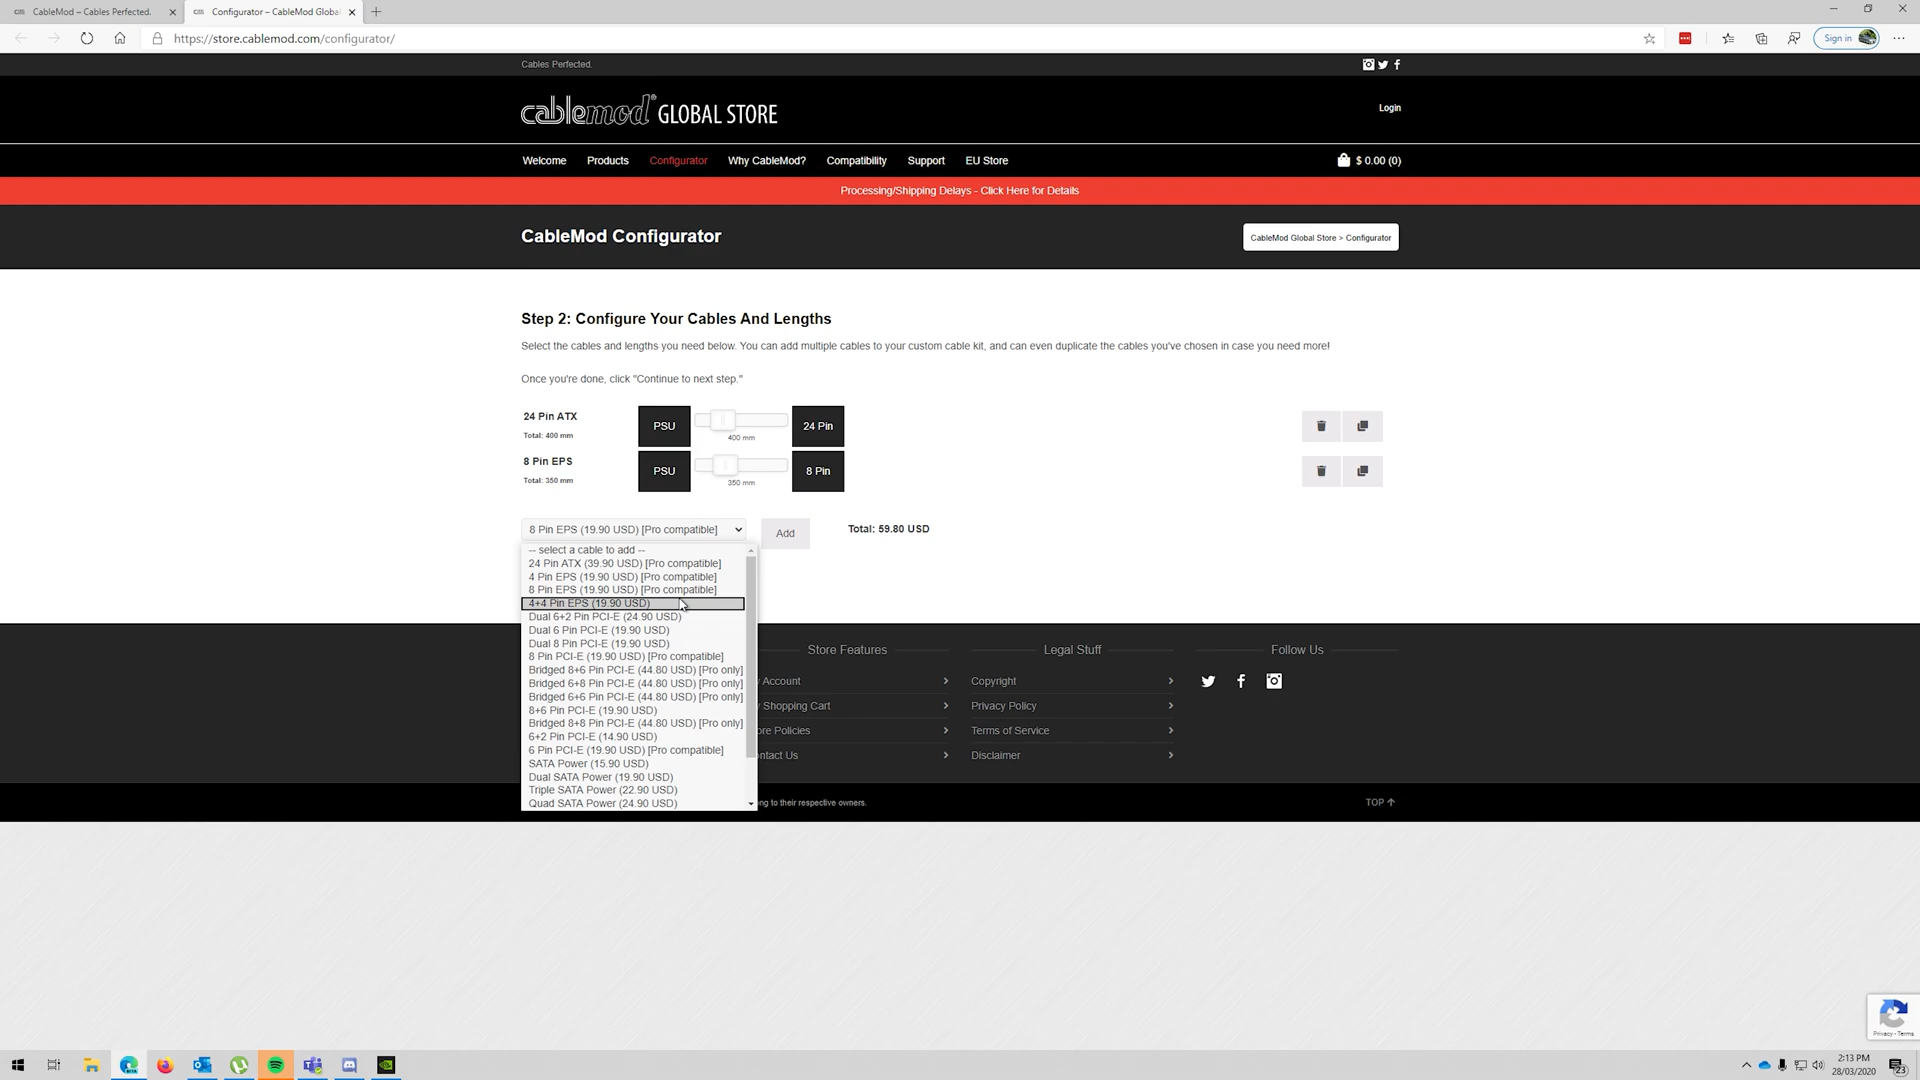 CableMod – Cables Perfected.
Configurator – CableMod Global
https://store.cablemod.com/configurator/
Sign in
Cables Perfected.
cablemod® GLOBAL STORE
Login
Welcome
Products
Configurator
Why CableMod?
Compatibility
Support
EU Store
$ 0.00 (0)
Processing/Shipping Delays - Click Here for Details
CableMod Configurator
CableMod Global Store > Configurator
Step 2: Configure Your Cables And Lengths
Select the cables and lengths you need below. You can add multiple cables to your custom cable kit, and can even duplicate the cables you've chosen in case you need more!
Once you're done, click "Continue to next step."
24 Pin ATX
Total: 400 mm
PSU
400 mm
24 Pin
8 Pin EPS
Total: 350 mm
PSU
350 mm
8 Pin
8 Pin EPS (19.90 USD) [Pro compatible]
Add
Total: 59.80 USD
-- select a cable to add --
24 Pin ATX (39.90 USD) [Pro compatible]
4 Pin EPS (19.90 USD) [Pro compatible]
8 Pin EPS (19.90 USD) [Pro compatible]
4+4 Pin EPS (19.90 USD)
Dual 6+2 Pin PCI-E (24.90 USD)
Dual 6 Pin PCI-E (19.90 USD)
Dual 8 Pin PCI-E (19.90 USD)
8 Pin PCI-E (19.90 USD) [Pro compatible]
Bridged 8+6 Pin PCI-E (44.80 USD) [Pro only]
Bridged 6+8 Pin PCI-E (44.80 USD) [Pro only]
Bridged 6+6 Pin PCI-E (44.80 USD) [Pro only]
8+6 Pin PCI-E (19.90 USD)
Bridged 8+8 Pin PCI-E (44.80 USD) [Pro only]
6+2 Pin PCI-E (14.90 USD)
6 Pin PCI-E (19.90 USD) [Pro compatible]
SATA Power (15.90 USD)
Dual SATA Power (19.90 USD)
Triple SATA Power (22.90 USD)
Quad SATA Power (24.90 USD)
Store Features
y Account
y Shopping Cart
ore Policies
ontact Us
Legal Stuff
Copyright
Privacy Policy
Terms of Service
Disclaimer
Follow Us
ong to their respective owners.
TOP
Privacy - Terms
2:13 PM
28/03/2020
23